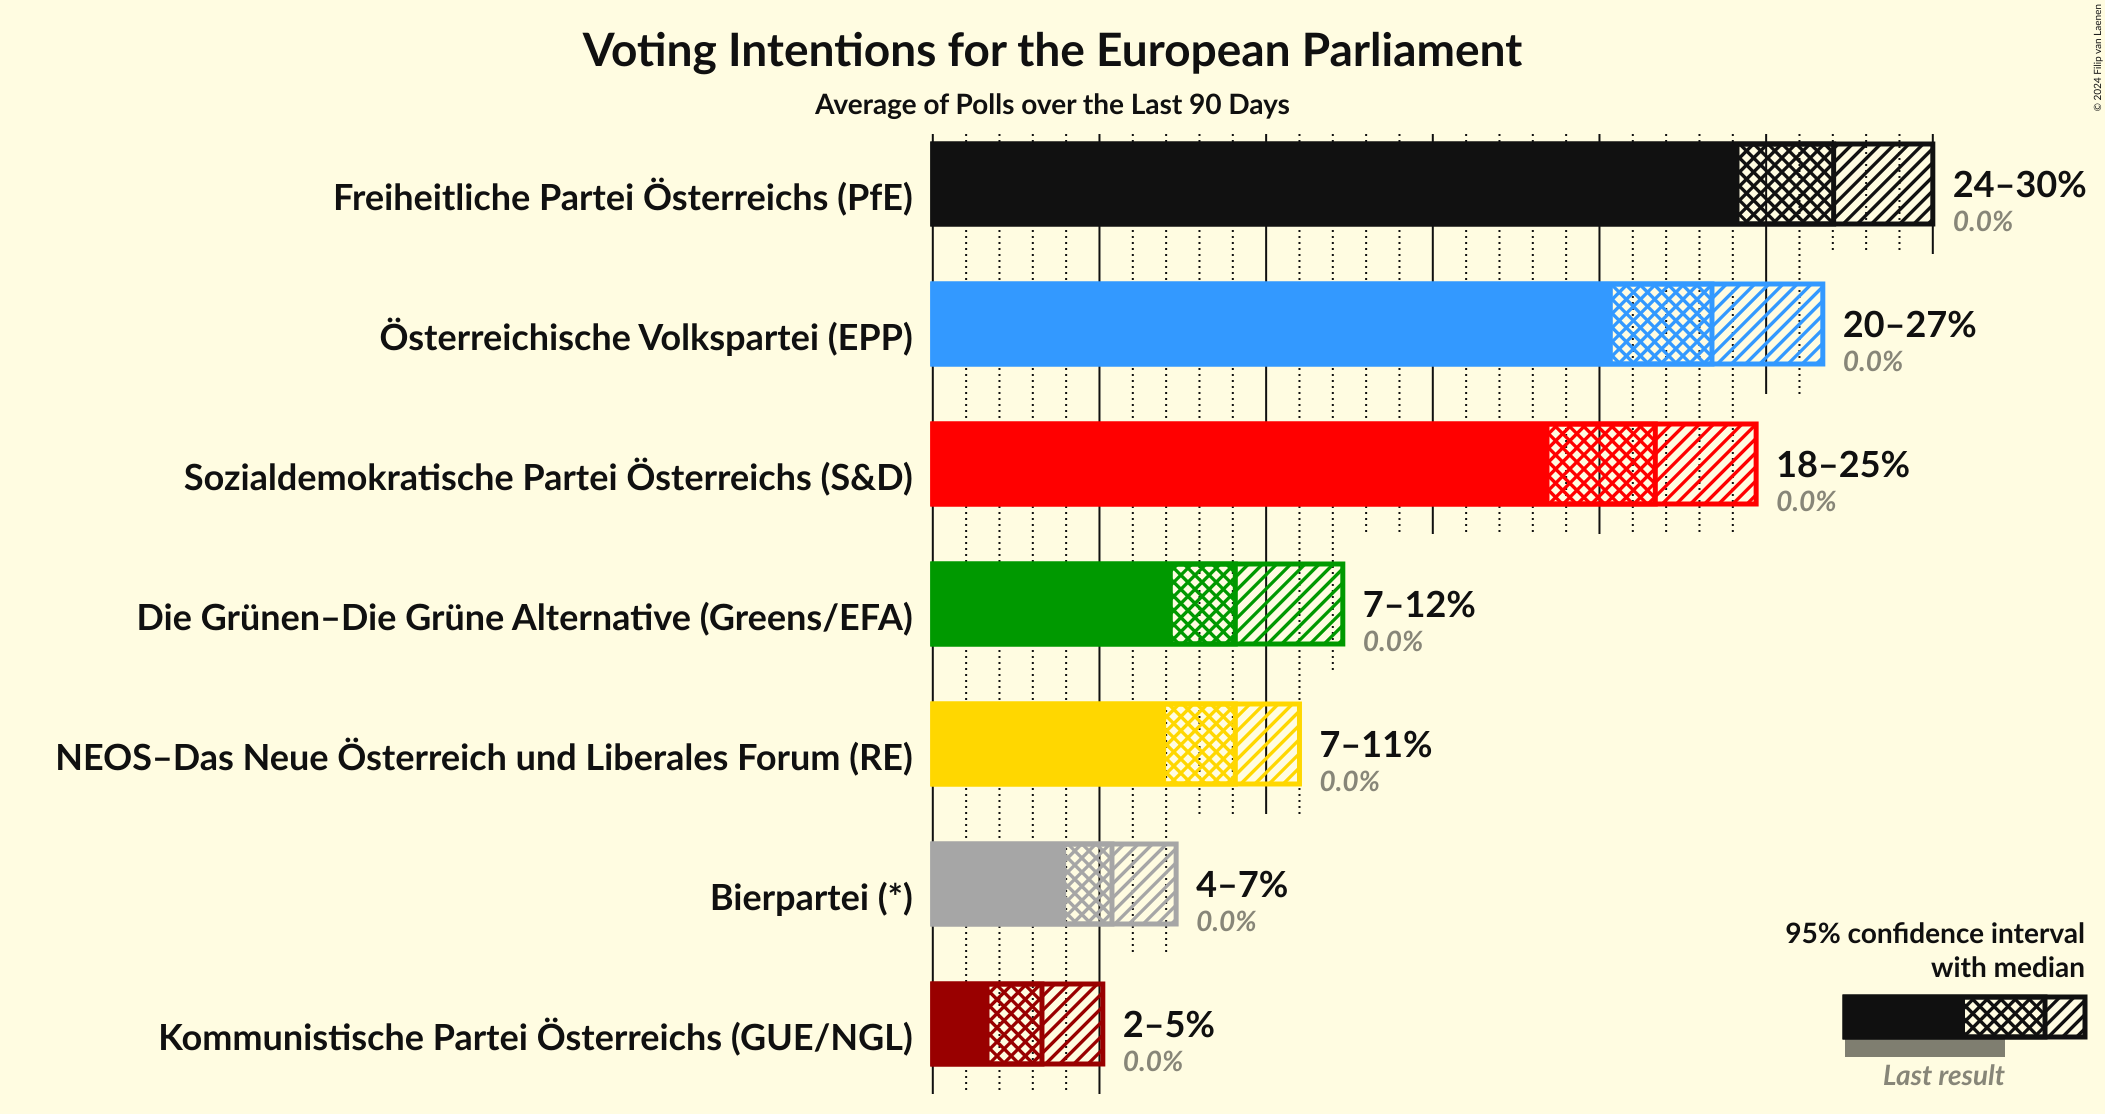 Voting Intentions for the European Parliament
Average of Polls over the Last 90 Days
© 2024 Filip van Laenen
Freiheitliche Partei Österreichs (PfE)
24–30%
0.0%
Österreichische Volkspartei (EPP)
20–27%
0.0%
Sozialdemokratische Partei Österreichs (S&D)
18–25%
0.0%
Die Grünen–Die Grüne Alternative (Greens/EFA)
7–12%
0.0%
NEOS–Das Neue Österreich und Liberales Forum (RE)
7–11%
0.0%
Bierpartei (*)
4–7%
0.0%
Kommunistische Partei Österreichs (GUE/NGL)
2–5%
0.0%
95% confidence interval
with median
Last result